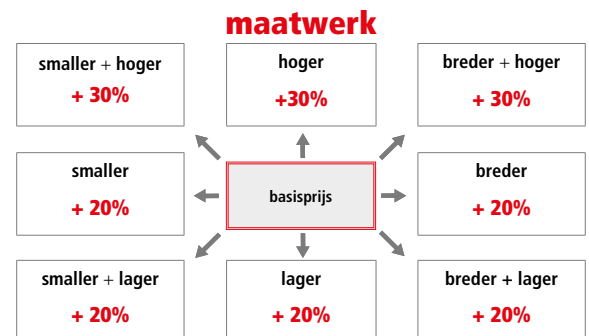 maatwerk
smaller + hoger
+ 30%
hoger
+30%
breder + hoger
+ 30%
smaller
+ 20%
basisprijs
breder
+ 20%
smaller + lager
+ 20%
lager
+ 20%
breder + lager
+ 20%